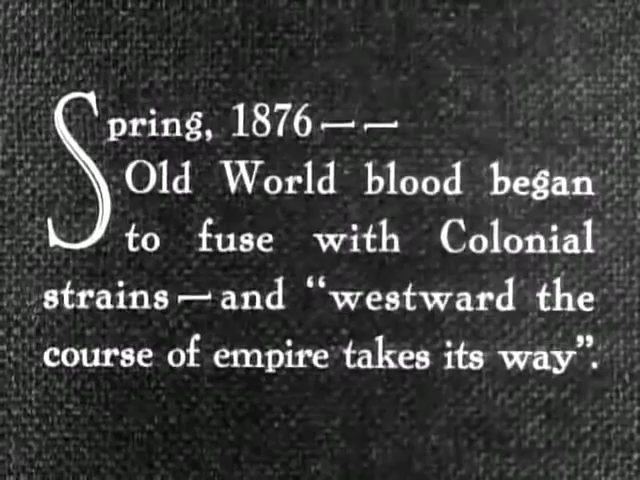 Spring, 1876——
Old World blood began
to fuse with Colonial
strains—and “westward the
course of empire takes its way”.